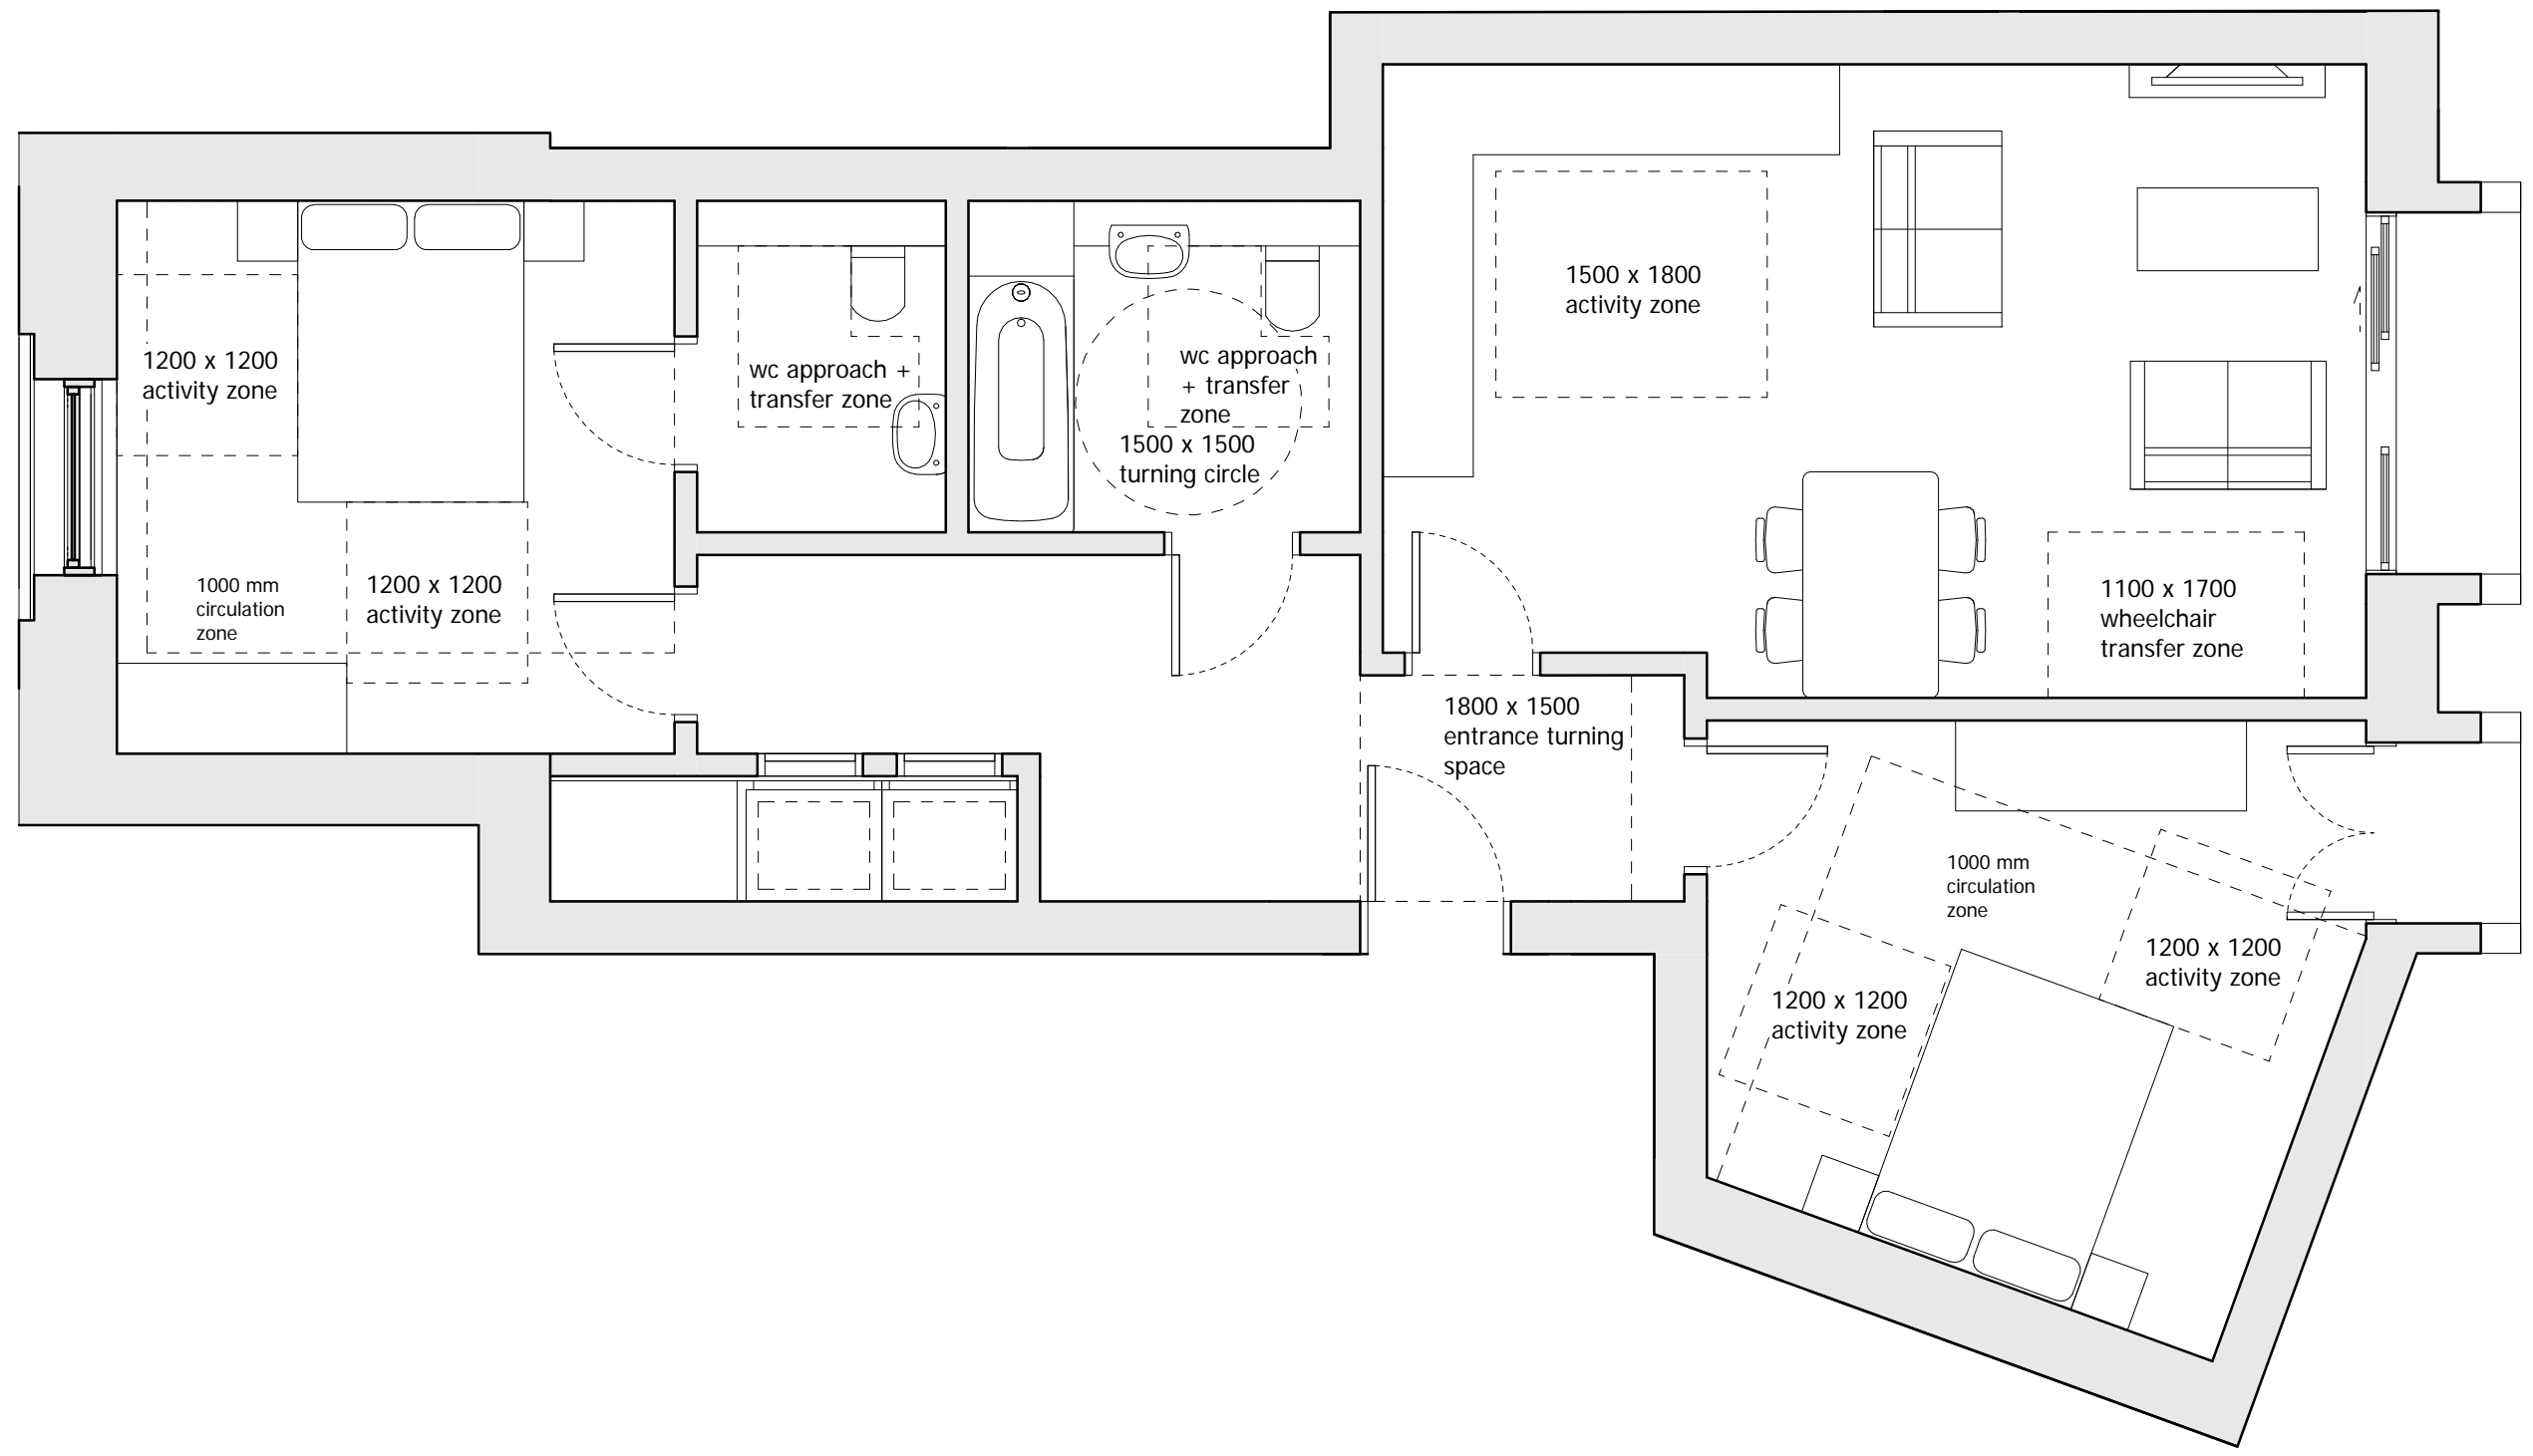 1200 x 1200
activity zone
1000 mm
circulation
zone
1200 x 1200
activity zone
wc approach +
transfer zone
wc approach
+ transfer
zone
1500 x 1500
turning circle
1500 x 1800
activity zone
1100 x 1700
wheelchair
transfer zone
1800 x 1500
entrance turning
space
1000 mm
circulation
zone
1200 x 1200
activity zone
1200 x 1200
activity zone